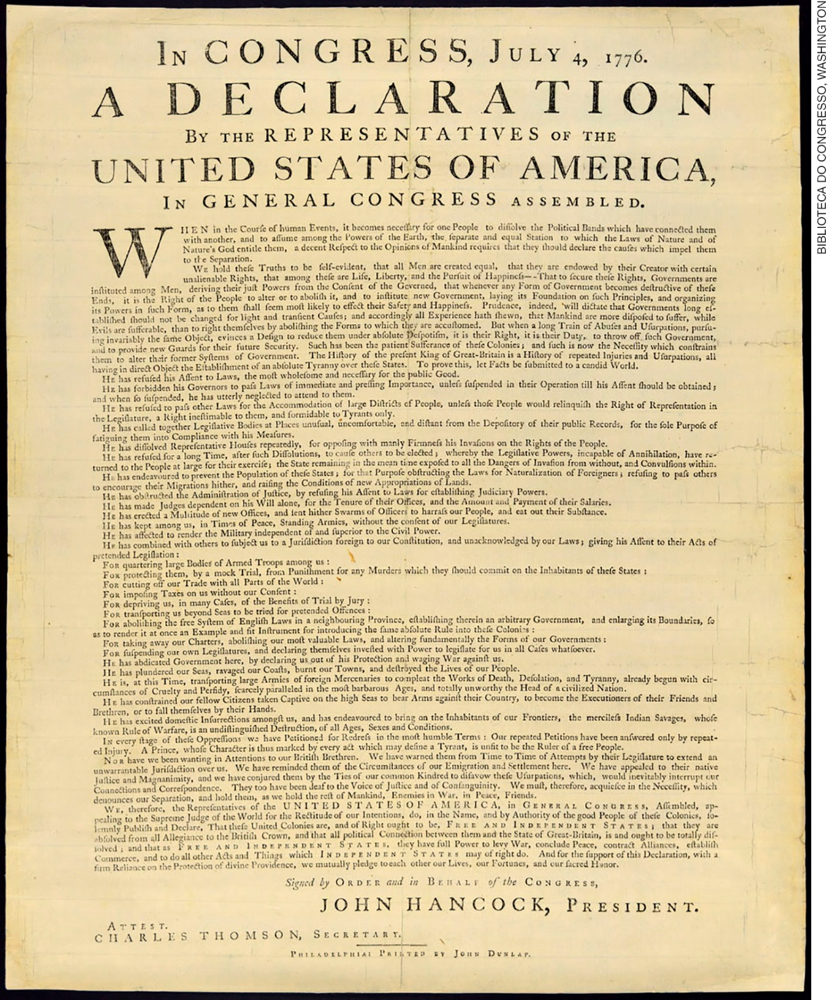 In CONGRESS, July 4, 1776.
A DECLARATION
By the REPRESENTATIVES of the
UNITED STATES OF AMERICA,
In GENERAL CONGRESS assembled.
WHEN in the Courſe of human Events, it becomes neceſſary for one People to diſſolve the Political Bands which have connected them
with another, and to aſſume among the Powers of the Earth, the ſeparate and equal Station to which the Laws of Nature and of
Nature's God entitle them, a decent Reſpect to the Opinions of Mankind requires that they ſhould declare the cauſes which impel them
to the Separation.
We hold theſe Truths to be ſelf-evident, that all Men are created equal, that they are endowed by their Creator with certain
unalienable Rights, that among theſe are Life, Liberty, and the Purſuit of Happineſs--That to ſecure theſe Rights, Governments are
inſtituted among Men, deriving their juſt Powers from the Conſent of the Governed, that whenever any Form of Government becomes deſtructive of theſe
Ends, it is the Right of the People to alter or to aboliſh it, and to inſtitute new Government, laying its Foundation on ſuch Principles, and organizing
its Powers in ſuch Form, as to them ſhall ſeem moſt likely to effect their Safety and Happineſs. Prudence, indeed, will dictate that Governments long eſ-
tabliſhed ſhould not be changed for light and tranſient Cauſes; and accordingly all Experience hath ſhewn, that Mankind are more diſpoſed to ſuffer, while
Evils are ſufferable, than to right themſelves by aboliſhing the Forms to which they are accuſtomed. But when a long Train of Abuſes and Uſurpations, purſu-
ing invariably the ſame Object, evinces a Deſign to reduce them under abſolute Deſpotiſm, it is their Right, it is their Duty, to throw off ſuch Government,
and to provide new Guards for their future Security. Such has been the patient Sufferance of theſe Colonies; and ſuch is now the Neceſſity which conſtrains
them to alter their former Syſtems of Government. The Hiſtory of the preſent King of Great-Britain is a Hiſtory of repeated Injuries and Uſurpations, all
having in direct Object the Eſtabliſhment of an abſolute Tyranny over theſe States. To prove this, let Facts be ſubmitted to a candid World.
He has refuſed his Aſſent to Laws, the moſt wholeſome and neceſſary for the public Good.
He has forbidden his Governors to paſs Laws of immediate and preſſing Importance, unleſs ſuſpended in their Operation till his Aſſent ſhould be obtained;
and when ſo ſuſpended, he has utterly neglected to attend to them.
He has refuſed to paſs other Laws for the Accommodation of large Diſtricts of People, unleſs thoſe People would relinquiſh the Right of Repreſentation in
the Legiſlature, a Right ineſtimable to them, and formidable to Tyrants only.
He has called together Legiſlative Bodies at Places unuſual, uncomfortable, and diſtant from the Depoſitory of their public Records, for the ſole Purpoſe of
fatiguing them into Compliance with his Meaſures.
He has diſſolved Repreſentative Houſes repeatedly, for oppoſing with manly Firmneſs his Invaſions on the Rights of the People.
He has refuſed for a long Time, after ſuch Diſſolutions, to cauſe others to be elected; whereby the Legiſlative Powers, incapable of Annihilation, have re-
turned to the People at large for their exerciſe; the State remaining in the mean time expoſed to all the Dangers of Invaſion from without, and Convulſions within.
He has endeavoured to prevent the Population of theſe States; for that Purpoſe obſtructing the Laws for Naturalization of Foreigners; refuſing to paſs others
to encourage their Migrations hither, and raiſing the Conditions of new Appropriations of Lands.
He has obſtructed the Adminiſtration of Juſtice, by refuſing his Aſſent to Laws for eſtabliſhing Judiciary Powers.
He has made Judges dependent on his Will alone, for the Tenure of their Offices, and the Amount and Payment of their Salaries.
He has erected a Multitude of new Offices, and ſent hither Swarms of Officers to harraſs our People, and eat out their Subſtance.
He has kept among us, in Times of Peace, Standing Armies, without the conſent of our Legiſlatures.
He has affected to render the Military independent of and ſuperior to the Civil Power.
He has combined with others to ſubject us to a Juriſdiction foreign to our Conſtitution, and unacknowledged by our Laws; giving his Aſſent to their Acts of
pretended Legiſlation:
For quartering large Bodies of Armed Troops among us:
For protecting them, by a mock Trial, from Puniſhment for any Murders which they ſhould commit on the Inhabitants of theſe States:
For cutting off our Trade with all Parts of the World:
For impoſing Taxes on us without our Conſent:
For depriving us, in many Caſes, of the Benefits of Trial by Jury:
For tranſporting us beyond Seas to be tried for pretended Offences:
For aboliſhing the free Syſtem of Engliſh Laws in a neighbouring Province, eſtabliſhing therein an arbitrary Government, and enlarging its Boundaries, ſo
as to render it at once an Example and fit Inſtrument for introducing the ſame abſolute Rule into theſe Colonies:
For taking away our Charters, aboliſhing our moſt valuable Laws, and altering fundamentally the Forms of our Governments:
For ſuſpending our own Legiſlatures, and declaring themſelves inveſted with Power to legiſlate for us in all Caſes whatſoever.
He has abdicated Government here, by declaring us out of his Protection and waging War againſt us.
He has plundered our Seas, ravaged our Coaſts, burnt our Towns, and deſtroyed the Lives of our People.
He is, at this Time, tranſporting large Armies of foreign Mercenaries to compleat the Works of Death, Deſolation, and Tyranny, already begun with cir-
cumſtances of Cruelty and Perfidy, ſcarcely paralleled in the moſt barbarous Ages, and totally unworthy the Head of a civilized Nation.
He has conſtrained our fellow Citizens taken Captive on the high Seas to bear Arms againſt their Country, to become the Executioners of their Friends and
Brethren, or to fall themſelves by their Hands.
He has excited domeſtic Inſurrections amongſt us, and has endeavoured to bring on the Inhabitants of our Frontiers, the mercileſs Indian Savages, whoſe
known Rule of Warfare, is an undiſtinguiſhed Deſtruction, of all Ages, Sexes and Conditions.
In every ſtage of theſe Oppreſſions we have Petitioned for Redreſs in the moſt humble Terms: Our repeated Petitions have been anſwered only by repeat-
ed Injury. A Prince, whoſe Character is thus marked by every act which may define a Tyrant, is unfit to be the Ruler of a free People.
Nor have we been wanting in Attentions to our Britiſh Brethren. We have warned them from Time to Time of Attempts by their Legiſlature to extend an
unwarrantable Juriſdiction over us. We have reminded them of the Circumſtances of our Emigration and Settlement here. We have appealed to their native
Juſtice and Magnanimity, and we have conjured them by the Ties of our common Kindred to diſavow theſe Uſurpations, which, would inevitably interrupt our
Connections and Correſpondence. They too have been deaf to the Voice of Juſtice and of Conſanguinity. We muſt, therefore, acquieſce in the Neceſſity, which
denounces our Separation, and hold them, as we hold the reſt of Mankind, Enemies in War, in Peace, Friends.
We, therefore, the Repreſentatives of the UNITED STATES OF AMERICA, in General Congress, Aſſembled, ap-
pealing to the Supreme Judge of the World for the Rectitude of our Intentions, do, in the Name, and by Authority of the good People of theſe Colonies, ſo-
lemnly Publiſh and Declare, That theſe United Colonies are, and of Right ought to be, Free and Independent States; that they are
abſolved from all Allegiance to the Britiſh Crown, and that all political Connection between them and the State of Great-Britain, is and ought to be totally diſ-
ſolved; and that as Free and Independent States, they have full Power to levy War, conclude Peace, contract Alliances, eſtabliſh
Commerce, and to do all other Acts and Things which Independent States may of right do. And for the ſupport of this Declaration, with a
firm Reliance on the Protection of divine Providence, we mutually pledge to each other our Lives, our Fortunes, and our ſacred Honor.
Signed by Order and in Behalf of the Congress,
JOHN HANCOCK, President.
Attest.
CHARLES THOMSON, Secretary.
Philadelphia: Printed by John Dunlap.
BIBLIOTECA DO CONGRESSO, WASHINGTON